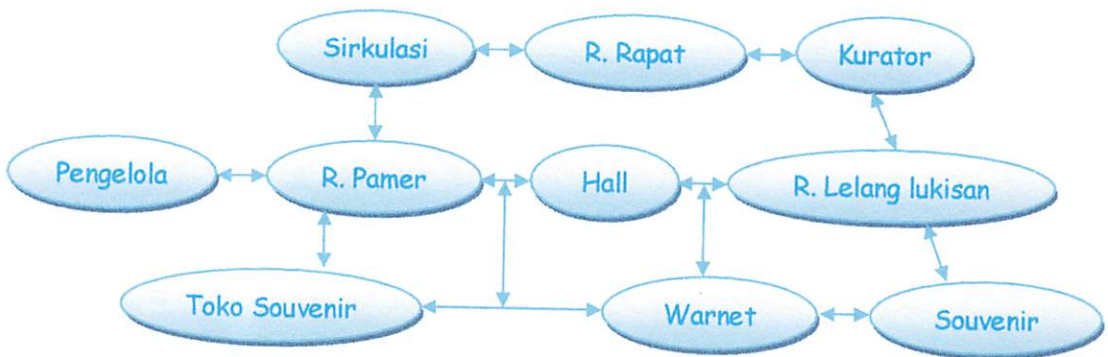 Sirkulasi
R. Rapat
Kurator
Pengelola
R. Pamer
Hall
R. Lelang lukisan
Toko Souvenir
Warnet
Souvenir